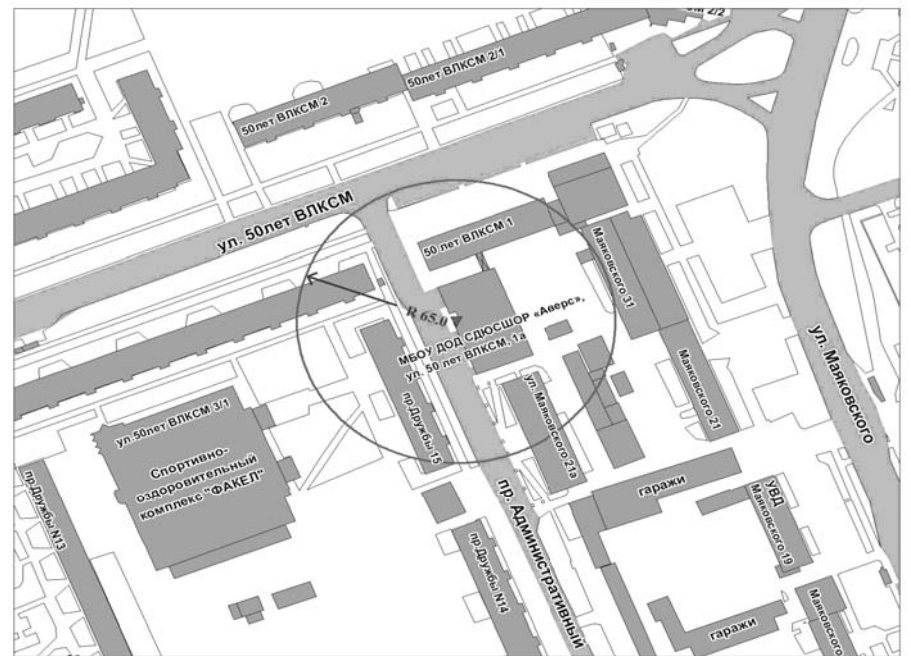 СМ 2/2
50лет ВЛКСМ 2/1
50лет ВЛКСМ 2
ул. 50лет ВЛКСМ
50 лет ВЛКСМ 1
Маяковского 31
R 65.0
МБОУ ДОД СДЮСШОР «Аверс»,
ул. 50 лет ВЛКСМ, 1а
ул. Маяковского
Маяковского 21
ул. Маяковского 21а
пр.Дружбы 15
ул.50лет ВЛКСМ 3/1
Спортивно-
оздоровительный
комплекс "ФАКЕЛ"
пр.Дружбы N13
пр. Административный
гаражи
УВД
Маяковского 19
пр.Дружбы N14
гаражи
Маяковского